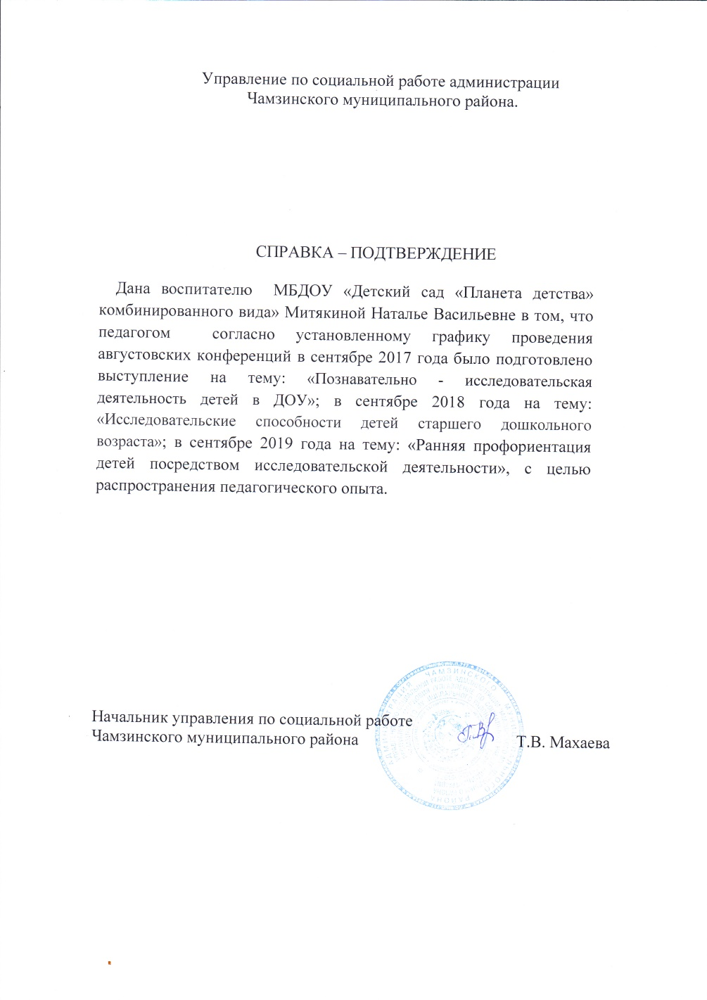 Управление по социальной работе администрации
Чамзинского муниципального района.
СПРАВКА – ПОДТВЕРЖДЕНИЕ
Дана воспитателю МБДОУ «Детский сад «Планета детства»
комбинированного вида» Митякиной Наталье Васильевне в том, что
педагогом согласно установленному графику проведения
августовских конференций в сентябре 2017 года было подготовлено
выступление на тему: «Познавательно - исследовательская
деятельность детей в ДОУ»; в сентябре 2018 года на тему:
«Исследовательские способности детей старшего дошкольного
возраста»; в сентябре 2019 года на тему: «Ранняя профориентация
детей посредством исследовательской деятельности», с целью
распространения педагогического опыта.
Начальник управления по социальной работе
Чамзинского муниципального района
Т.В. Махаева
ЧАМЗИНСКОГО
РАЙОНА